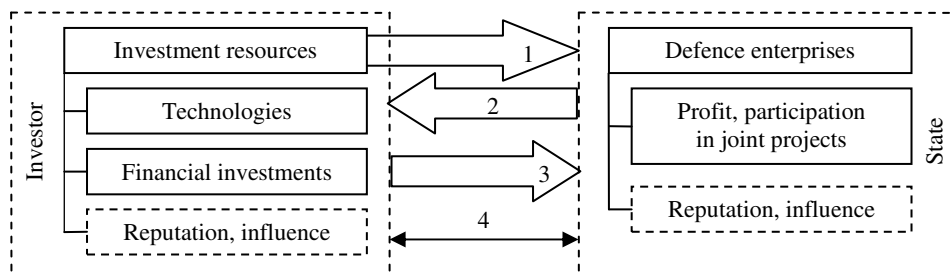 Investor
Investment resources
Technologies
Financial investments
Reputation, influence
1
2
3
4
Defence enterprises
Profit, participation
in joint projects
Reputation, influence
State